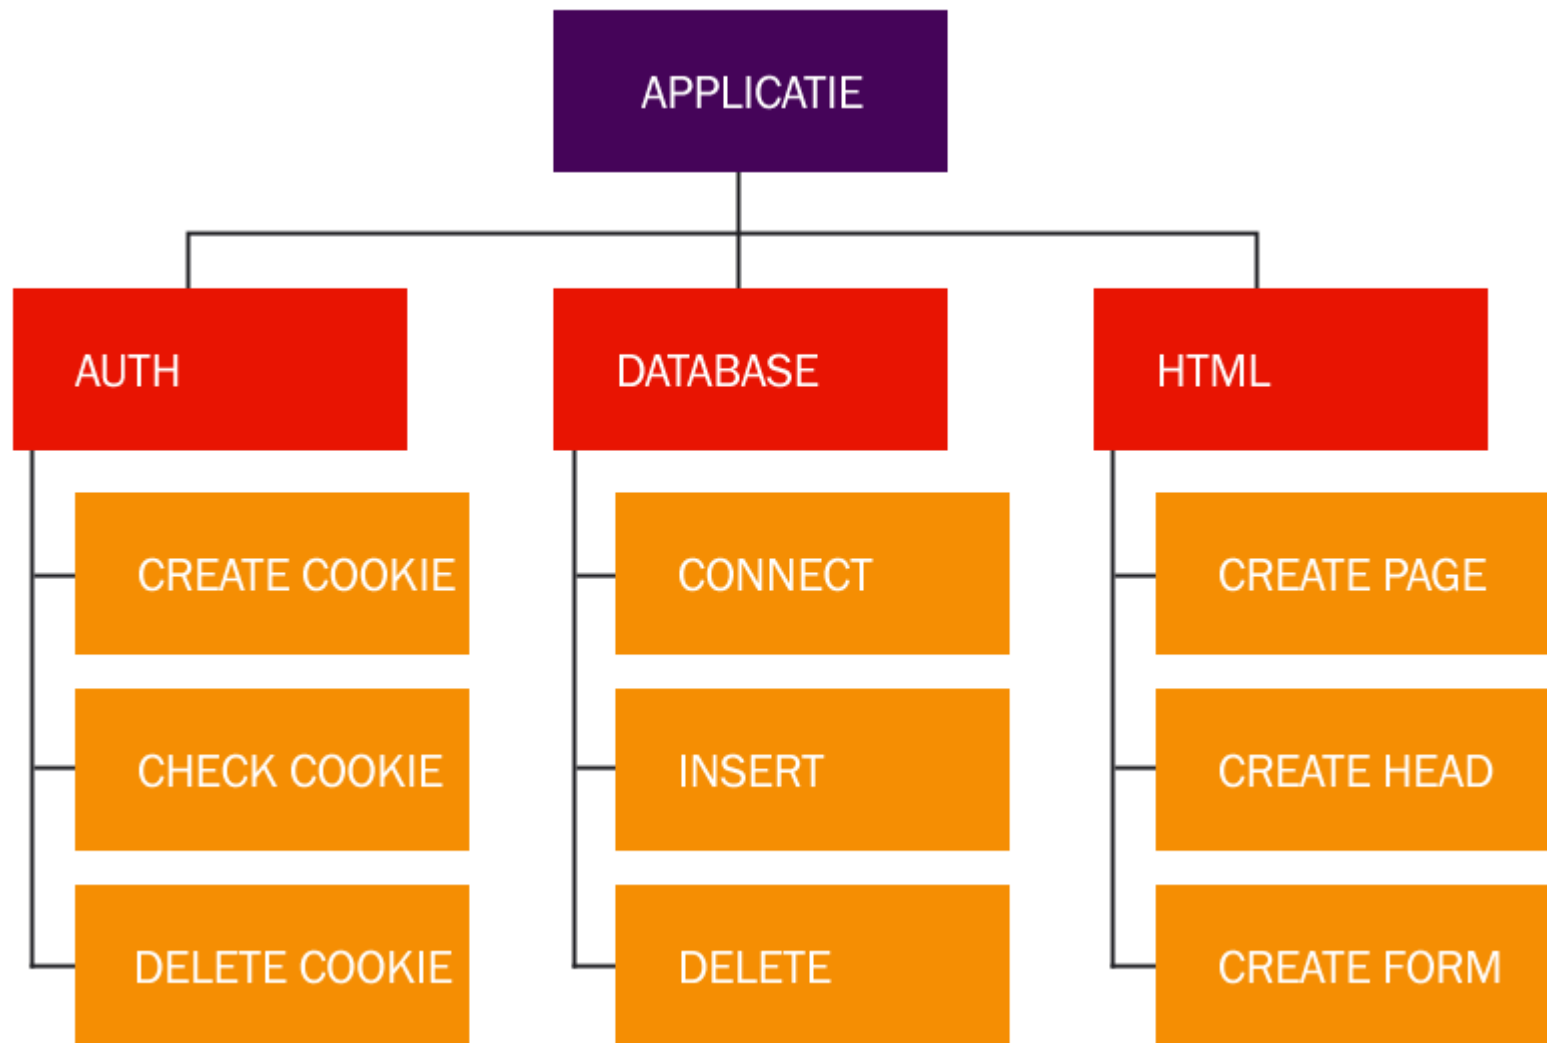 APPLICATIE
AUTH
DATABASE
HTML
CREATE COOKIE
CONNECT
CREATE PAGE
CHECK COOKIE
INSERT
CREATE HEAD
DELETE COOKIE
DELETE
CREATE FORM